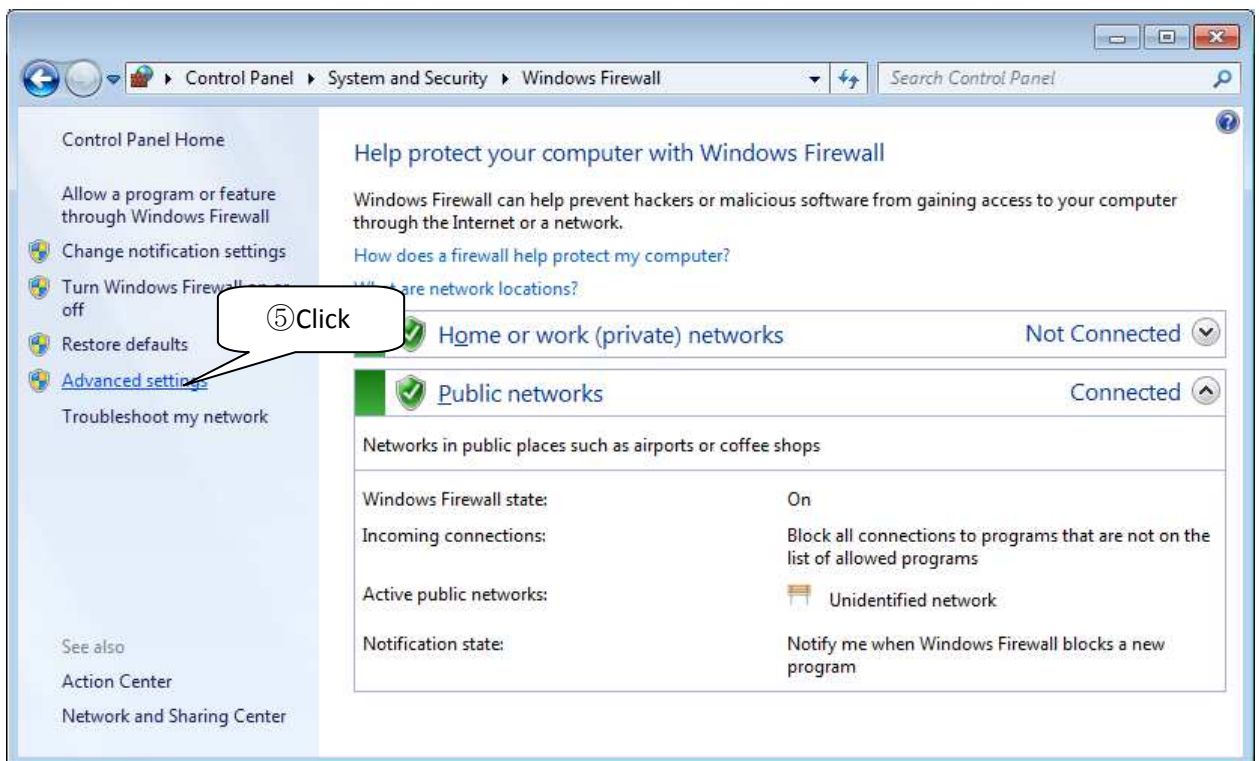 Control Panel ▸ System and Security ▸ Windows Firewall
Search Control Panel
Control Panel Home
Allow a program or feature
through Windows Firewall
Change notification settings
Turn Windows Firewall on or
off
Restore defaults
Advanced settings
Troubleshoot my network
See also
Action Center
Network and Sharing Center
⑤Click
Help protect your computer with Windows Firewall
Windows Firewall can help prevent hackers or malicious software from gaining access to your computer
through the Internet or a network.
How does a firewall help protect my computer?
are network locations?
Home or work (private) networks Not Connected
Public networks Connected
Networks in public places such as airports or coffee shops
Windows Firewall state: On
Incoming connections: Block all connections to programs that are not on the
list of allowed programs
Active public networks: Unidentified network
Notification state: Notify me when Windows Firewall blocks a new
program